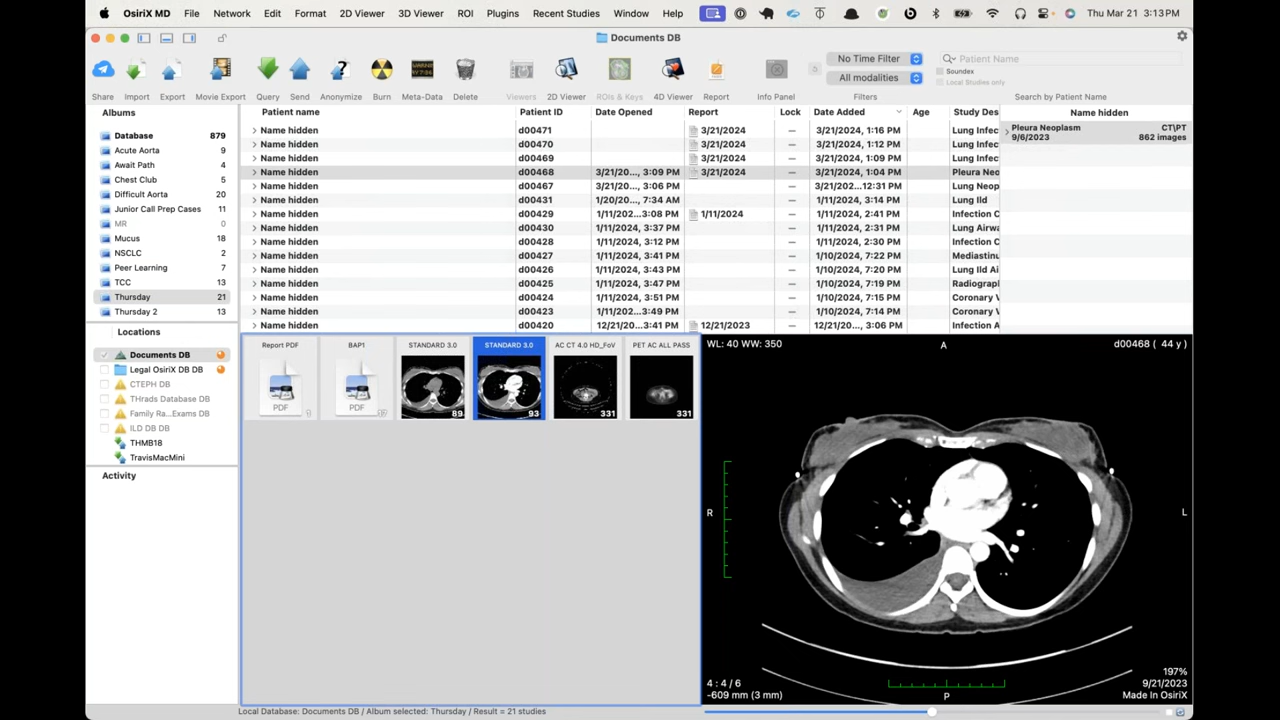 OsiriX MD File Network Edit Format 2D Viewer 3D Viewer ROI Plugins Recent Studies Window Help Thu Mar 21 3:13 PM
Documents DB
Share Import Export Movie Export Query Send Anonymize Burn Meta-Data Delete Viewers 2D Viewer ROIs & Keys 4D Viewer Report Info Panel Filters Search by Patient Name
No Time Filter
All modalities
Patient Name
Soundex
Local Studies only
Albums
Database 879
Acute Aorta 9
Await Path 4
Chest Club 5
Difficult Aorta 20
Junior Call Prep Cases 11
MR 0
Mucus 18
NSCLC 2
Peer Learning 7
TCC 13
Thursday 21
Thursday 2 13
Locations
Documents DB
Legal OsiriX DB DB
CTEPH DB
THrads Database DB
Family Ra...Exams DB
ILD DB DB
THMB18
TravisMacMini
Activity
Patient name Patient ID Date Opened Report Lock Date Added Age Study Des
Name hidden d00471 3/21/2024 — 3/21/2024, 1:16 PM Lung Infec
Name hidden d00470 3/21/2024 — 3/21/2024, 1:12 PM Lung Infec
Name hidden d00469 3/21/2024 — 3/21/2024, 1:09 PM Lung Infec
Name hidden d00468 3/21/20..., 3:09 PM 3/21/2024 — 3/21/2024, 1:04 PM Pleura Neo
Name hidden d00467 3/21/20..., 3:06 PM — 3/21/202...12:31 PM Lung Neop
Name hidden d00431 1/20/20..., 7:34 AM — 1/11/2024, 3:14 PM Lung Ild
Name hidden d00429 1/11/202...3:08 PM 1/11/2024 — 1/11/2024, 2:41 PM Infection C
Name hidden d00430 1/11/2024, 3:37 PM — 1/11/2024, 2:31 PM Lung Airwa
Name hidden d00428 1/11/2024, 3:12 PM — 1/11/2024, 2:30 PM Infection C
Name hidden d00427 1/11/2024, 3:41 PM — 1/10/2024, 7:22 PM Mediastinu
Name hidden d00426 1/11/2024, 3:43 PM — 1/10/2024, 7:20 PM Lung Ild Ai
Name hidden d00425 1/11/2024, 3:47 PM — 1/10/2024, 7:19 PM Radiograp
Name hidden d00424 1/11/2024, 3:51 PM — 1/10/2024, 7:15 PM Coronary V
Name hidden d00423 1/11/202...3:49 PM — 1/10/2024, 7:14 PM Coronary V
Name hidden d00420 12/21/20...3:41 PM 12/21/2023 — 12/21/20..., 3:06 PM Infection A
Name hidden
Pleura Neoplasm CT\PT
9/6/2023 862 images
Report PDF BAP1 STANDARD 3.0 STANDARD 3.0 AC CT 4.0 HD_FoV PET AC ALL PASS
PDF PDF 89 93 331 331
WL: 40 WW: 350 A d00468 ( 44 y )
R L
4 : 4 / 6
-609 mm (3 mm) P
197%
9/21/2023
Made In OsiriX
Local Database: Documents DB / Album selected: Thursday / Result = 21 studies